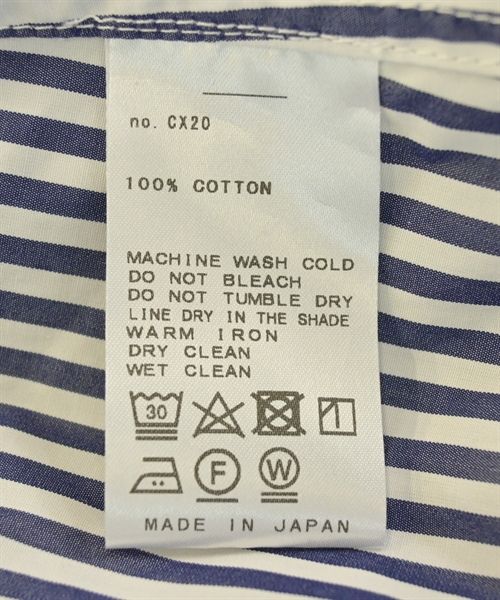 no. CX20
100% COTTON
MACHINE WASH COLD
DO NOT BLEACH
DO NOT TUMBLE DRY
LINE DRY IN THE SHADE
WARM IRON
DRY CLEAN
WET CLEAN
30
F W
MADE IN JAPAN